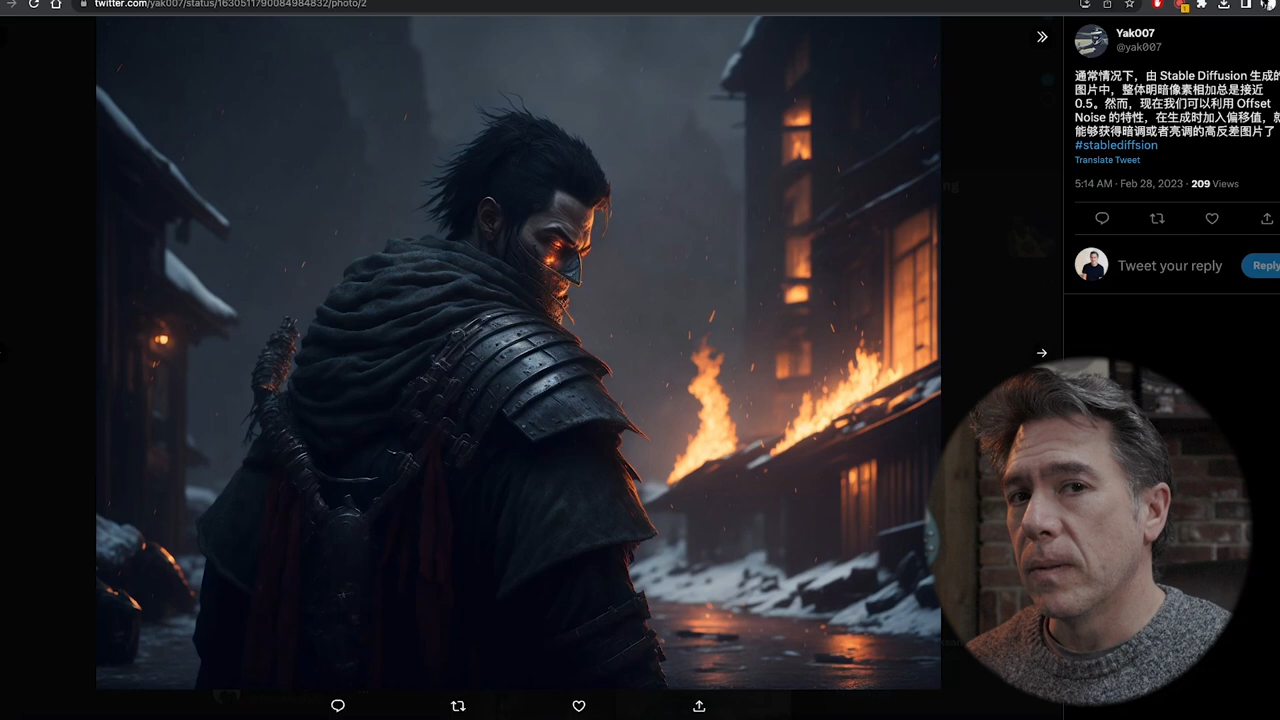 twitter.com/yak007/status/1630511790084984832/photo/2
Yak007
@yak007
通常情况下，由 Stable Diffusion 生成的
图片中，整体明暗像素相加总是接近
0.5。然而，现在我们可以利用 Offset
Noise 的特性，在生成时加入偏移值，就
能够获得暗调或者亮调的高反差图片了
#stablediffsion
Translate Tweet
5:14 AM · Feb 28, 2023 · 209 Views
Tweet your reply
Reply